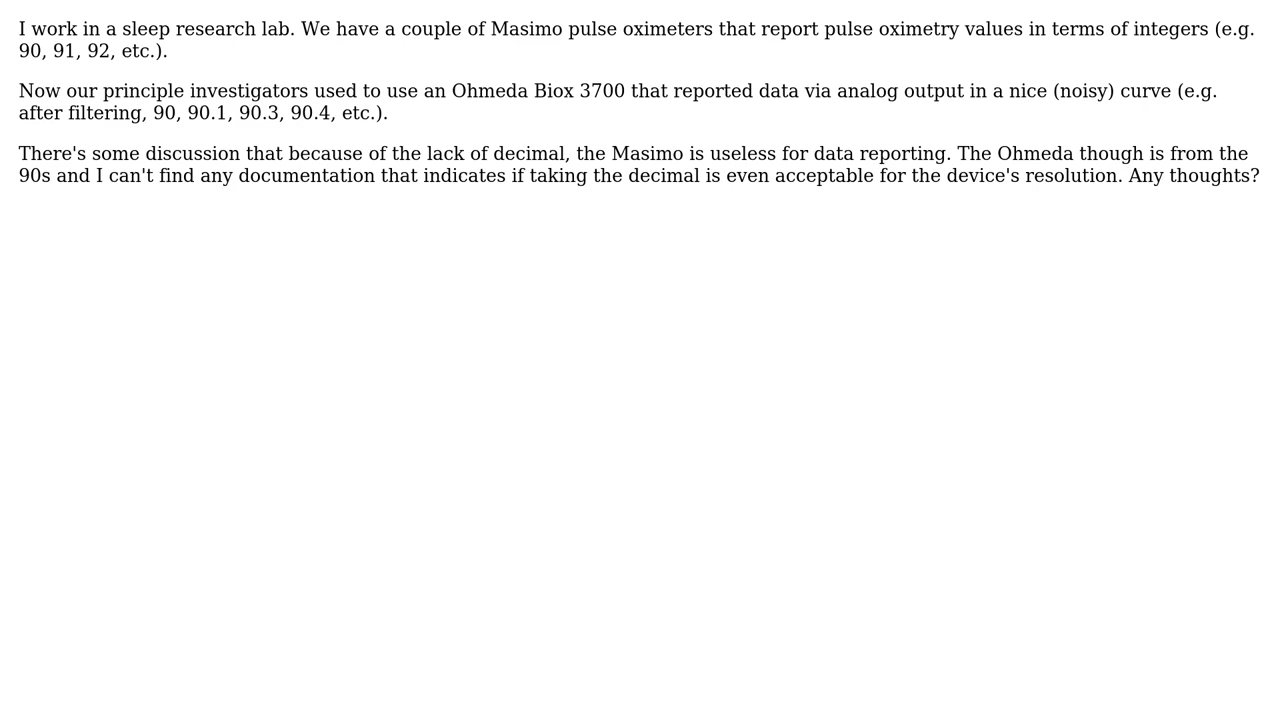 I work in a sleep research lab. We have a couple of Masimo pulse oximeters that report pulse oximetry values in terms of integers (e.g.
90, 91, 92, etc.).
Now our principle investigators used to use an Ohmeda Biox 3700 that reported data via analog output in a nice (noisy) curve (e.g.
after filtering, 90, 90.1, 90.3, 90.4, etc.).
There's some discussion that because of the lack of decimal, the Masimo is useless for data reporting. The Ohmeda though is from the
90s and I can't find any documentation that indicates if taking the decimal is even acceptable for the device's resolution. Any thoughts?